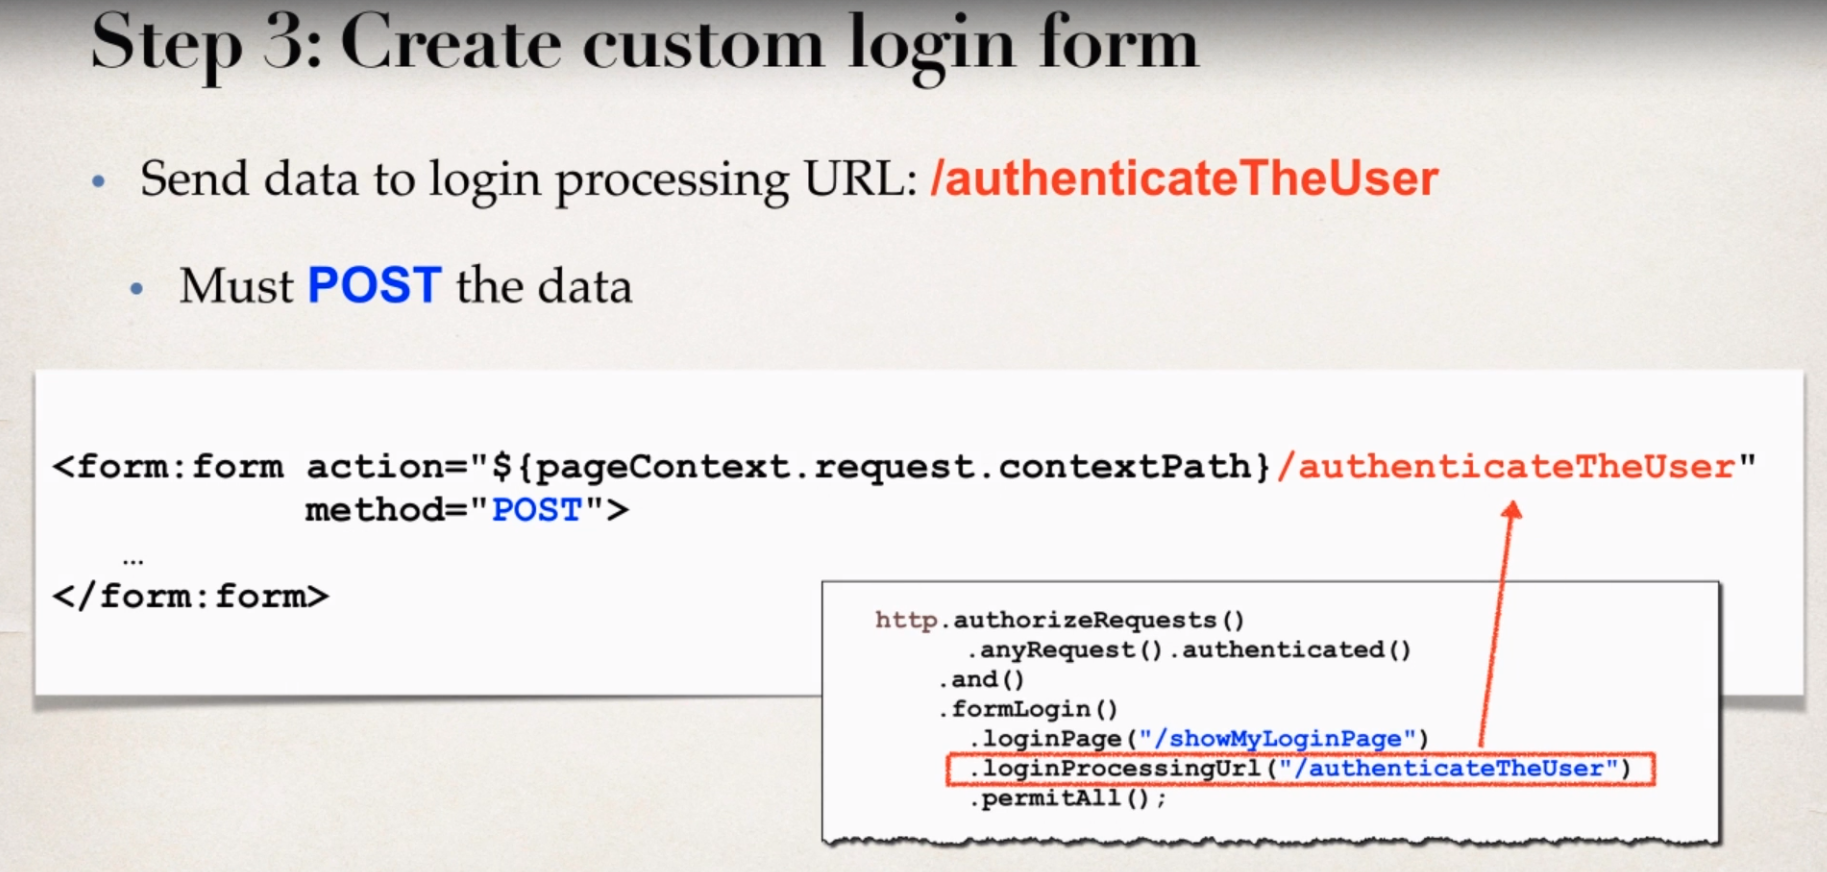 Step 3: Create custom login form
• Send data to login processing URL: /authenticateTheUser
• Must POST the data
<form:form action="${pageContext.request.contextPath}/authenticateTheUser"
method="POST">
…
</form:form>
http.authorizeRequests()
.anyRequest().authenticated()
.and()
.formLogin()
.loginPage("/showMyLoginPage")
.loginProcessingUrl("/authenticateTheUser")
.permitAll();